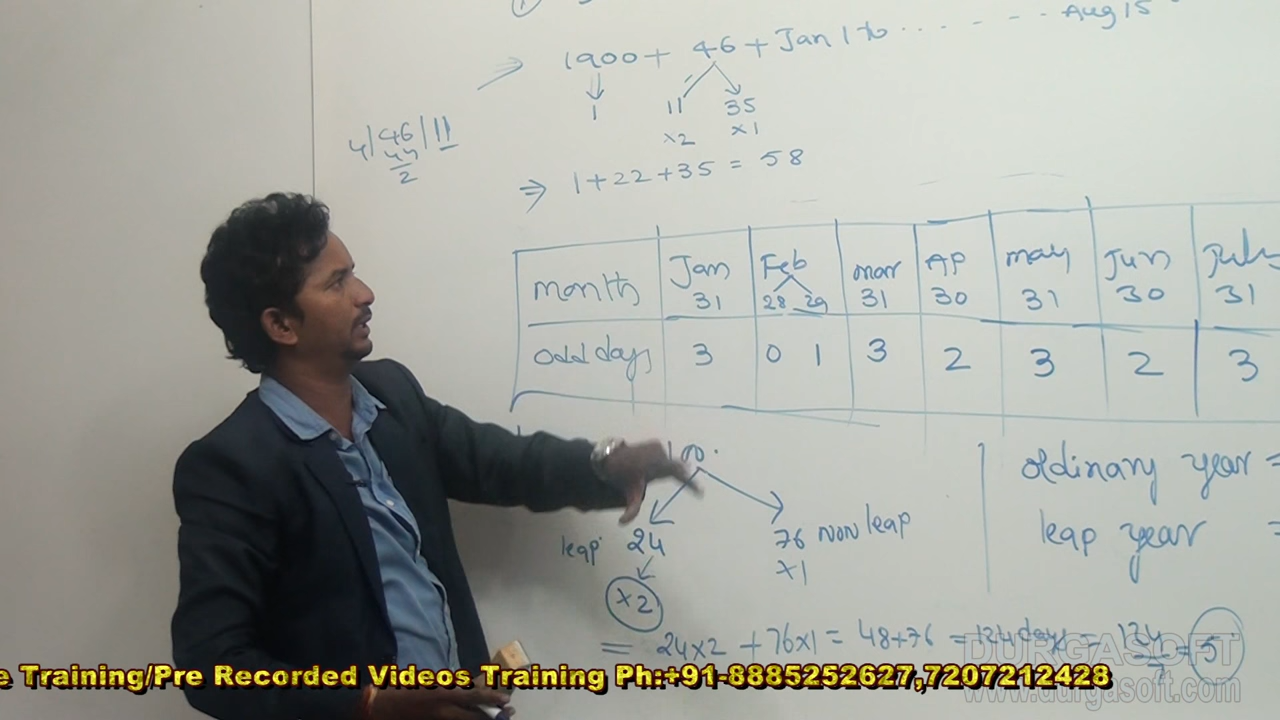 1900 + 46 + Jan 1 to ....... Aug 15
1 11 35
×2 ×1
4/46/11
44
2
⇒ 1+22+35 = 58
month Jan Feb mar AP may Jun July
31 28 29 31 30 31 30 31
odd days 3 0 1 3 2 3 2 3
100.
leap 24 76 non leap
×2 ×1
= 24×2 + 76×1 = 48+76 = 124 days = 124/7 = 5
ordinary year =
leap year =
DURGASOFT
www.durgasoft.com
e Training/Pre Recorded Videos Training Ph:+91-8885252627,7207212428